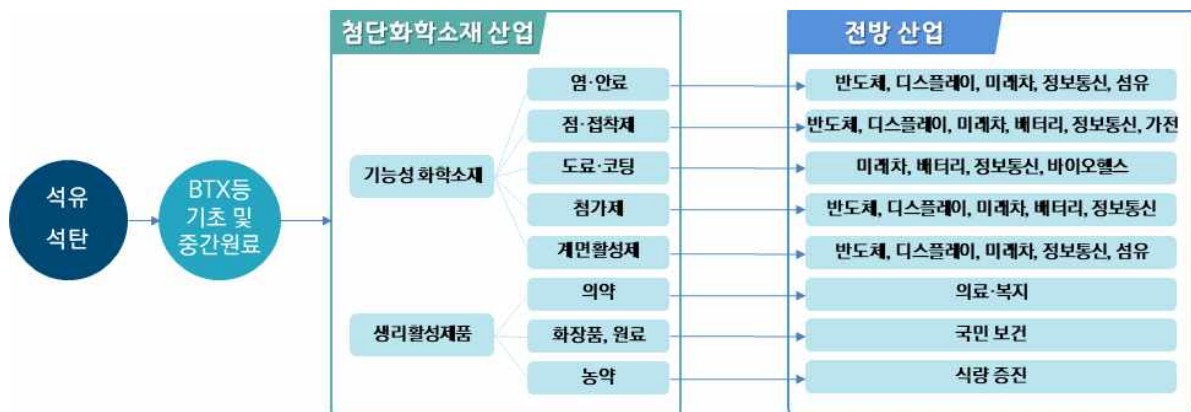 첨단화학소재 산업
전방 산업
석유
석탄
BTX등
기초 및
중간원료
기능성 화학소재
염·안료
반도체, 디스플레이, 미래차, 정보통신, 섬유
점·접착제
반도체, 디스플레이, 미래차, 배터리, 정보통신, 가전
도료·코팅
미래차, 배터리, 정보통신, 바이오헬스
첨가제
반도체, 디스플레이, 미래차, 배터리, 정보통신
계면활성제
반도체, 디스플레이, 미래차, 정보통신, 섬유
생리활성제품
의약
의료·복지
화장품, 원료
국민 보건
농약
식량 증진